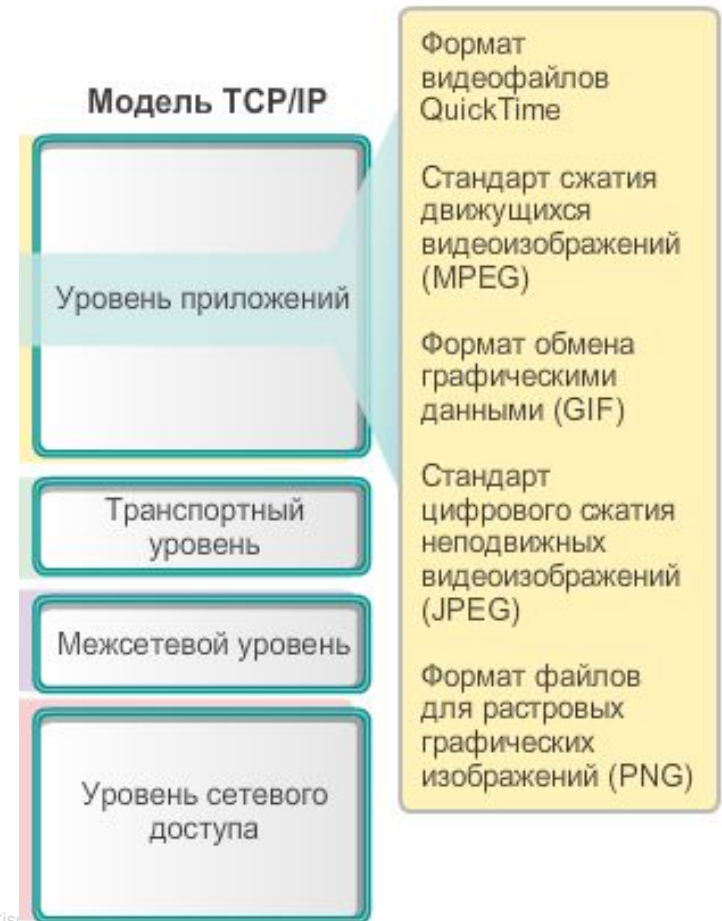 Модель TCP/IP
Уровень приложений
Транспортный
уровень
Межсетевой уровень
Уровень сетевого
доступа
Формат
видеофайлов
QuickTime
Стандарт сжатия
движущихся
видеоизображений
(MPEG)
Формат обмена
графическими
данными (GIF)
Стандарт
цифрового сжатия
неподвижных
видеоизображений
(JPEG)
Формат файлов
для растровых
графических
изображений (PNG)